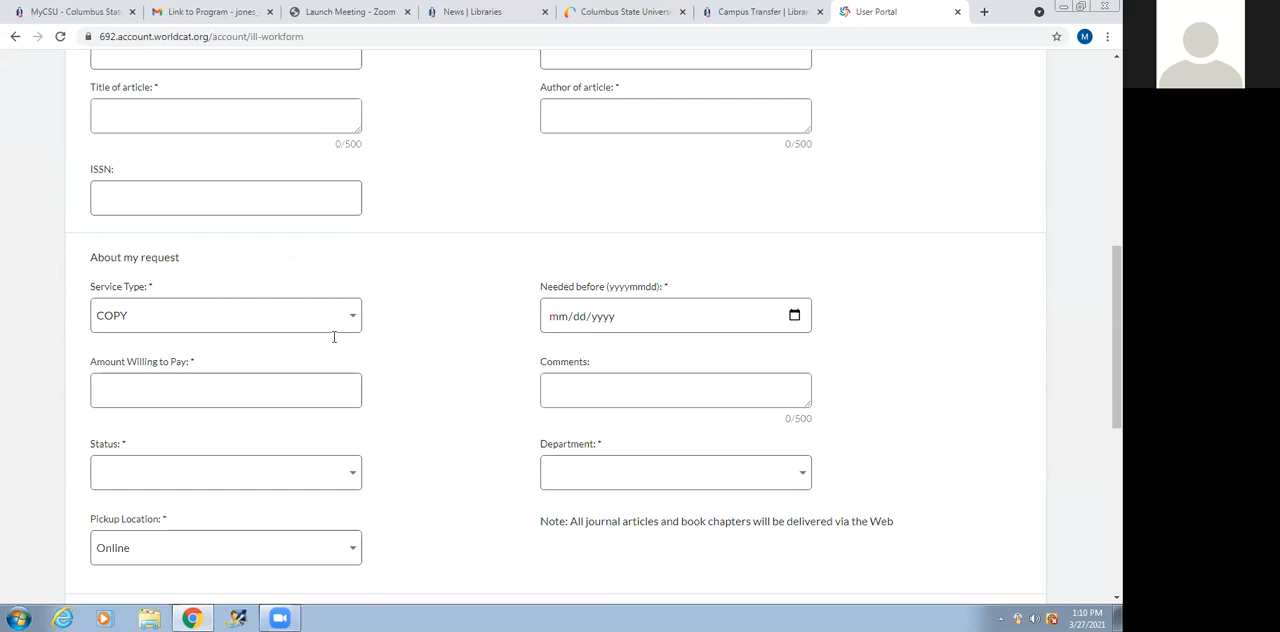 MyCSU - Columbus Stat
Link to Program - jones_
Launch Meeting - Zoom
News | Libraries
Columbus State Universi
Campus Transfer | Librar
User Portal
692.account.worldcat.org/account/ill-workform
M
Title of article: *
Author of article: *
0/500
0/500
ISSN:
About my request
Service Type: *
Needed before (yyyymmdd): *
COPY
mm/dd/yyyy
Amount Willing to Pay: *
Comments:
0/500
Status: *
Department: *
Pickup Location: *
Note: All journal articles and book chapters will be delivered via the Web
Online
1:10 PM
3/27/2021